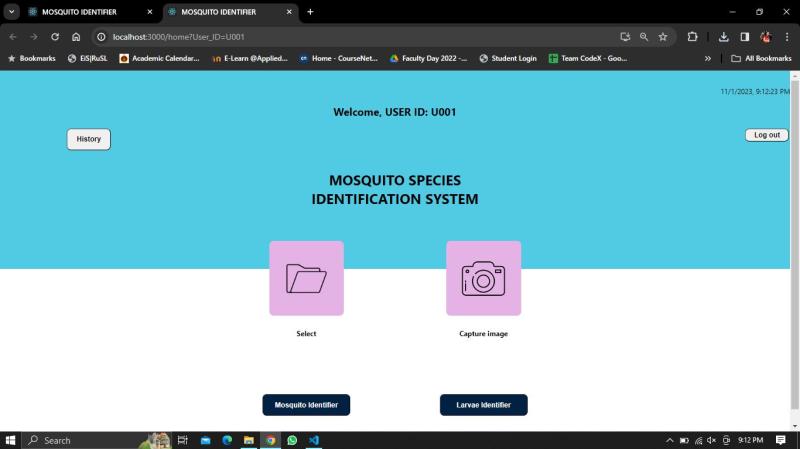 MOSQUITO IDENTIFIER
MOSQUITO IDENTIFIER
localhost:3000/home?User_ID=U001
Bookmarks
EiS|RuSL
Academic Calendar...
E-Learn @Applied...
Home - CourseNet...
Faculty Day 2022 -...
Student Login
Team CodeX - Goo...
All Bookmarks
11/1/2023, 9:12:23 PM
Welcome, USER ID: U001
History
Log out
MOSQUITO SPECIES
IDENTIFICATION SYSTEM
Select
Capture image
Mosquito Identifier
Larvae Identifier
Search
9:12 PM